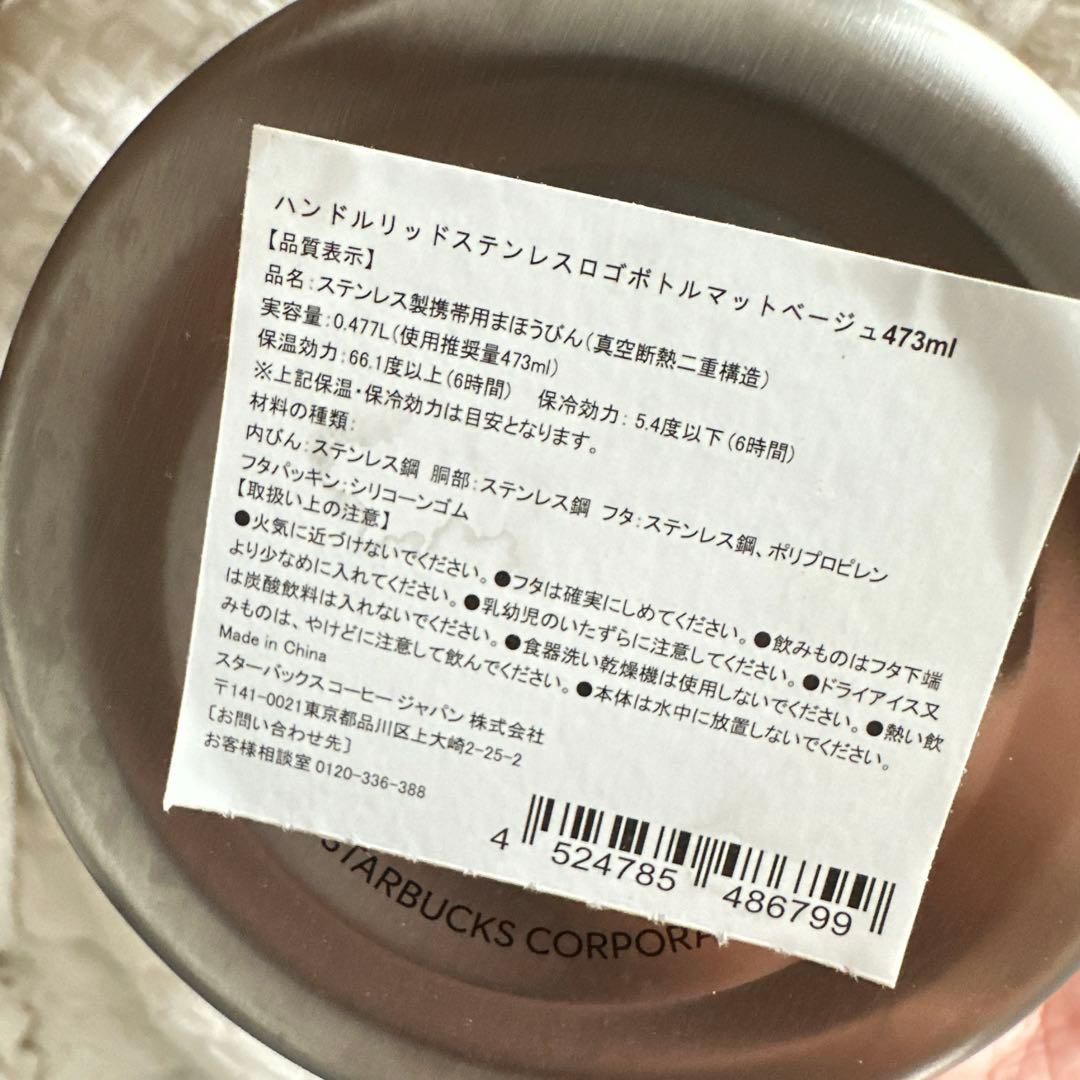 ハンドルリッドステンレスロゴボトルマットベージュ473ml
【品質表示】
品名：ステンレス製携帯用まほうびん（真空断熱二重構造）
実容量：0.477L（使用推奨量473ml）
保温効力：66.1度以上（6時間） 保冷効力：5.4度以下（6時間）
※上記保温・保冷効力は目安となります。
材料の種類：
内びん：ステンレス鋼 胴部：ステンレス鋼 フタ：ステンレス鋼、ポリプロピレン
フタパッキン：シリコーンゴム
【取扱い上の注意】
●火気に近づけないでください。●フタは確実にしめてください。●飲みものはフタ下端
より少なめに入れてください。●乳幼児のいたずらに注意してください。●ドライアイス又
は炭酸飲料は入れないでください。●食器洗い乾燥機は使用しないでください。●熱い飲
みものは、やけどに注意して飲んでください。●本体は水中に放置しないでください。
Made in China
スターバックス コーヒー ジャパン 株式会社
〒141-0021東京都品川区上大崎2-25-2
［お問い合わせ先］
お客様相談室 0120-336-388
4 524785 486799
STARBUCKS CORPORA